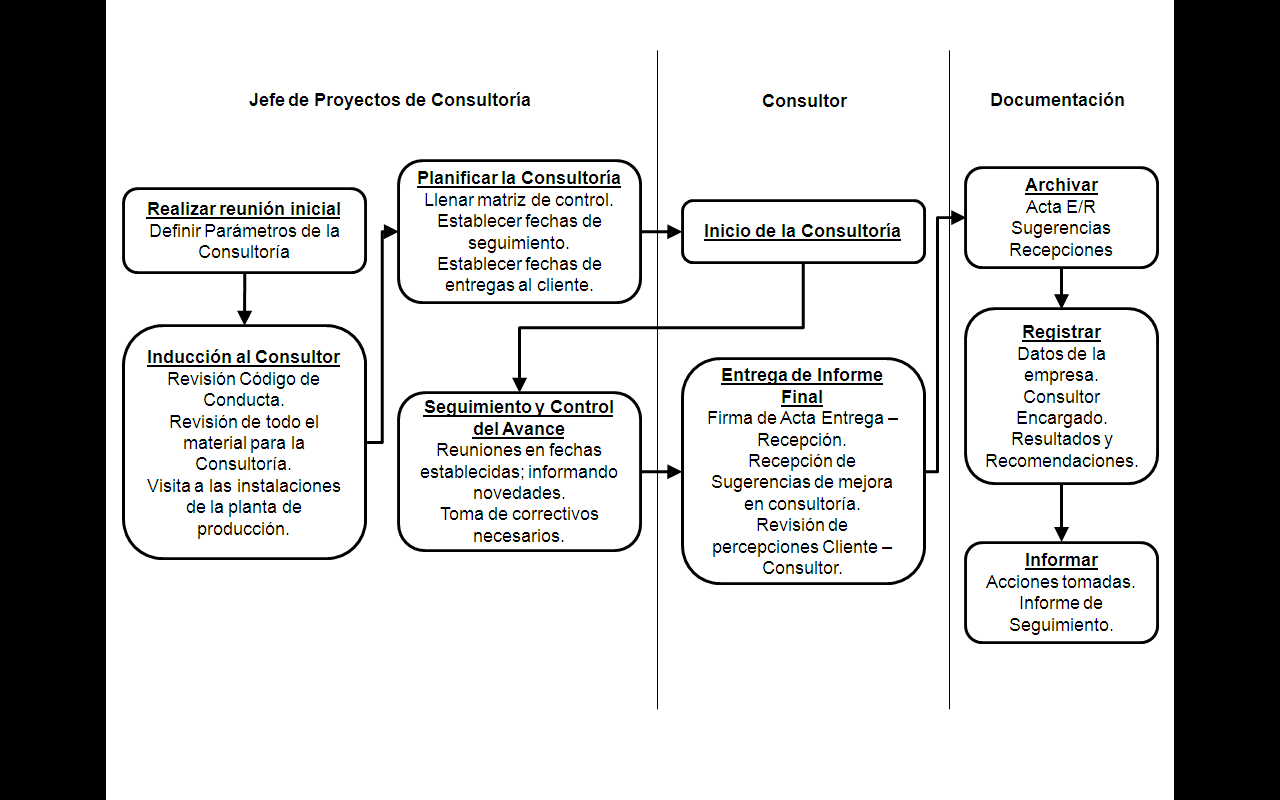 Jefe de Proyectos de Consultoría
Consultor
Documentación
Realizar reunión inicial
Definir Parámetros de la
Consultoría
Inducción al Consultor
Revisión Código de
Conducta.
Revisión de todo el
material para la
Consultoría.
Visita a las instalaciones
de la planta de
producción.
Planificar la Consultoría
Llenar matriz de control.
Establecer fechas de
seguimiento.
Establecer fechas de
entregas al cliente.
Inicio de la Consultoría
Seguimiento y Control
del Avance
Reuniones en fechas
establecidas; informando
novedades.
Toma de correctivos
necesarios.
Entrega de Informe
Final
Firma de Acta Entrega –
Recepción.
Recepción de
Sugerencias de mejora
en consultoría.
Revisión de
percepciones Cliente –
Consultor.
Archivar
Acta E/R
Sugerencias
Recepciones
Registrar
Datos de la
empresa.
Consultor
Encargado.
Resultados y
Recomendaciones.
Informar
Acciones tomadas.
Informe de
Seguimiento.